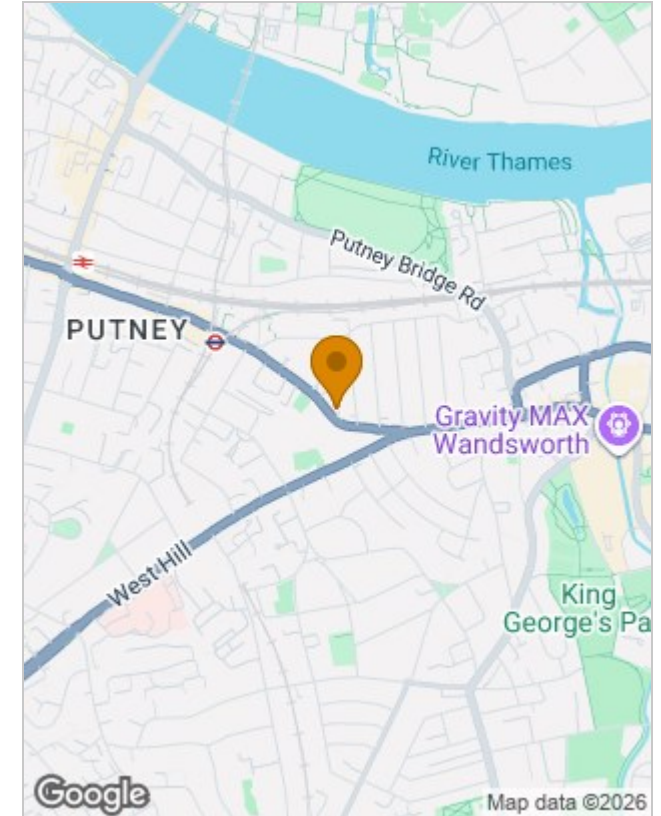 River Thames
Putney Bridge Rd
PUTNEY
Gravity MAX
Wandsworth
West Hill
King
George's Pa
Google
Map data ©2026